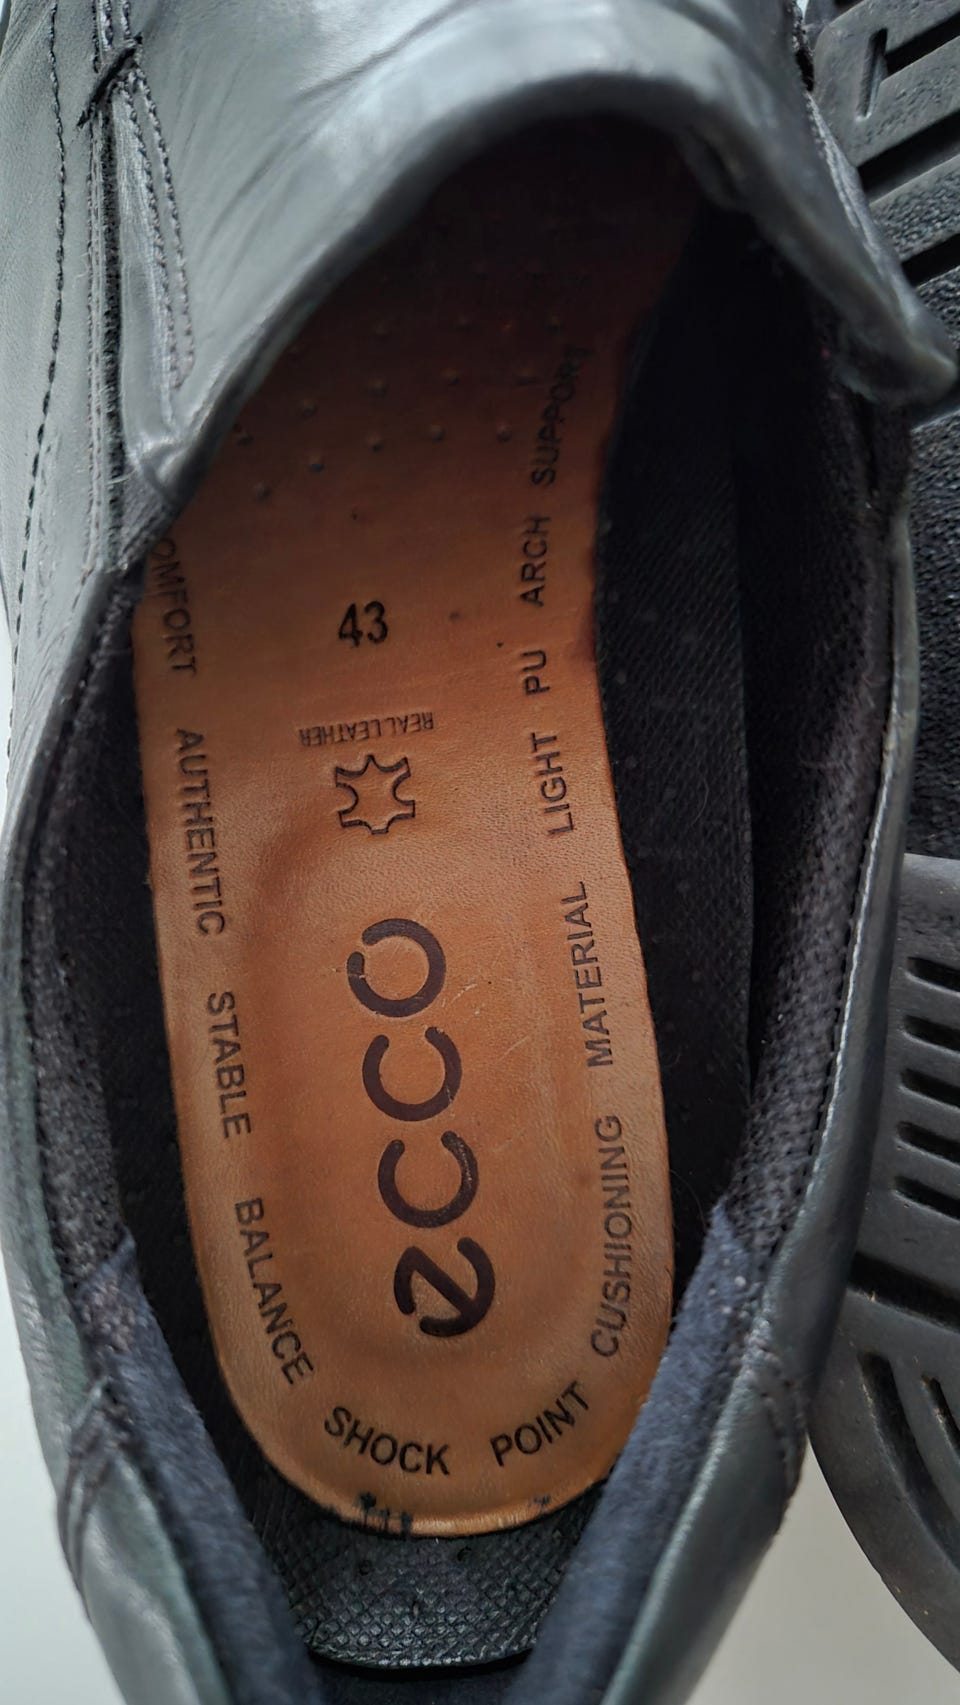 OMFORT AUTHENTIC STABLE BALANCE SHOCK POINT CUSHIONING MATERIAL LIGHT PU ARCH SUPPORT
43
REAL LEATHER
ecco